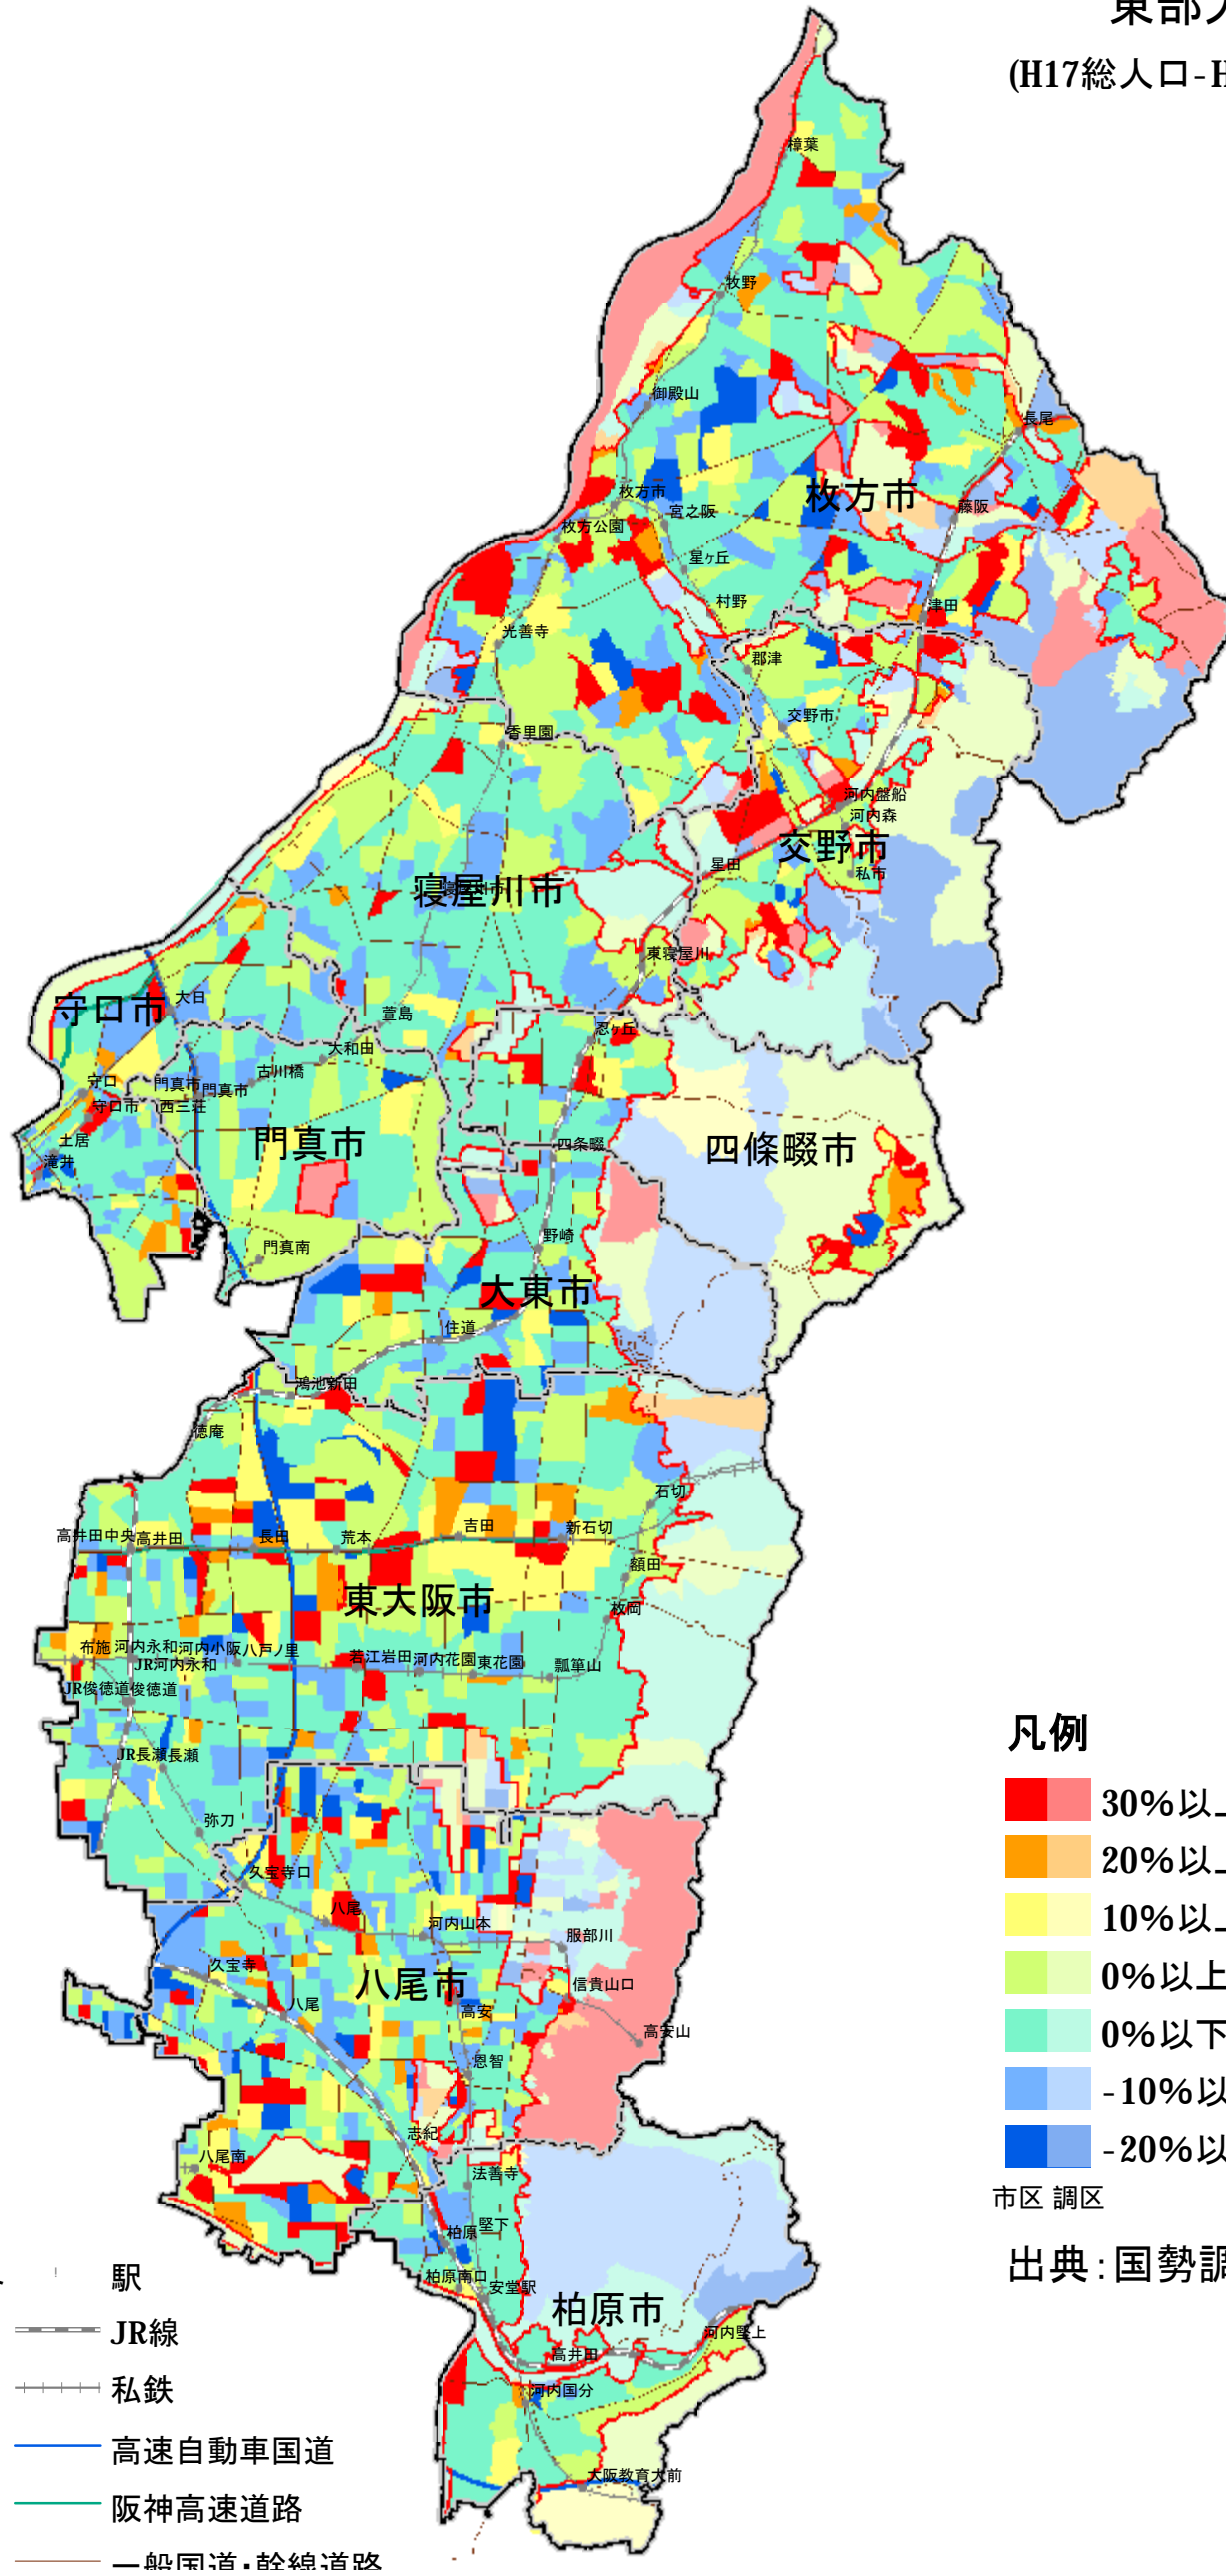 東部大
(H17総人口-H
樟葉
牧野
御殿山
長尾
枚方市
枚方市
宮之阪
藤阪
枚方公園
星ヶ丘
村野
津田
光善寺
郡津
交野市
香里園
河内磐船
河内森
交野市
星田
私市
寝屋川市
寝屋川市
東寝屋川
守口市
大日
萱島
忍ヶ丘
大和田
古川橋
門真市
門真市
守口
守口市
西三荘
土居
滝井
門真市
四条畷
四條畷市
野崎
門真南
大東市
住道
鴻池新田
徳庵
石切
高井田中央
高井田
長田
荒本
吉田
新石切
額田
東大阪市
枚岡
布施
河内永和
河内小阪
八戸ノ里
JR河内永和
若江岩田
河内花園
東花園
瓢箪山
JR俊徳道
俊徳道
JR長瀬
長瀬
弥刀
久宝寺口
八尾
河内山本
服部川
久宝寺
八尾市
信貴山口
八尾
高安
高安山
恩智
志紀
八尾南
法善寺
柏原
堅下
柏原南口
安堂駅
柏原市
河内堅上
高井田
河内国分
大阪教育大前
凡例
30%以上
20%以上
10%以上
0%以上
0%以下
-10%以
-20%以
市区 調区
出典:国勢調
駅
JR線
私鉄
高速自動車国道
阪神高速道路
一般国道・幹線道路